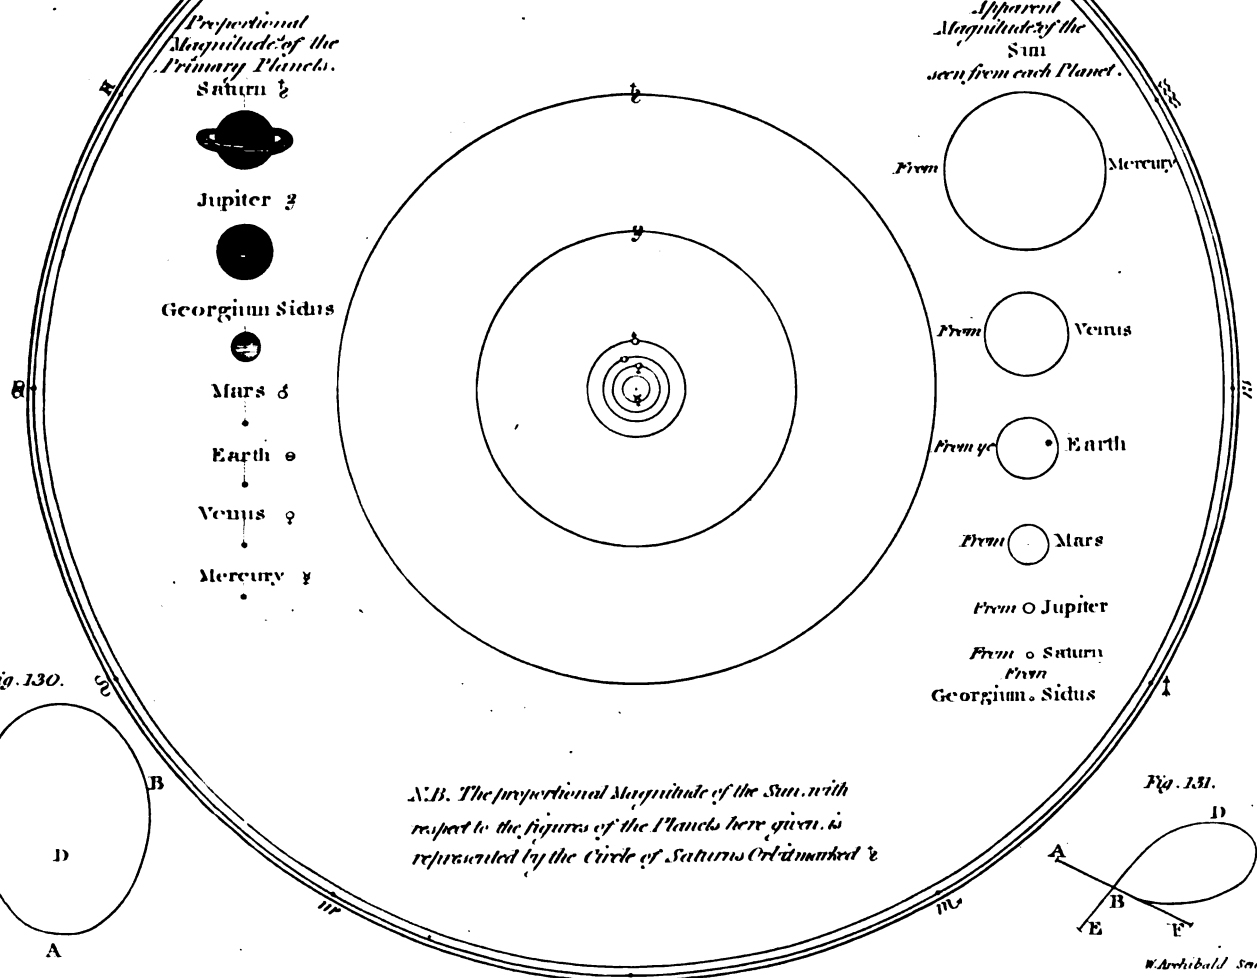 Proportional
Magnitude of the
Primary Planets.
Saturn ♄
Jupiter ♃
Georgium Sidus
Mars ♂
Earth ⊖
Venus ♀
Mercury ☿
Apparent
Magnitude of the
Sun
seen from each Planet.
From Mercury
From Venus
From ye Earth
From Mars
From Jupiter
From Saturn
From
Georgium Sidus
♄
♃
N.B. The proportional Magnitude of the Sun, with
respect to the figures of the Planets here given, is
represented by the Circle of Saturns Orbit marked ♄
ig. 130.
B
D
A
Fig. 131.
D
A
B
E
F
W. Archibald Scu